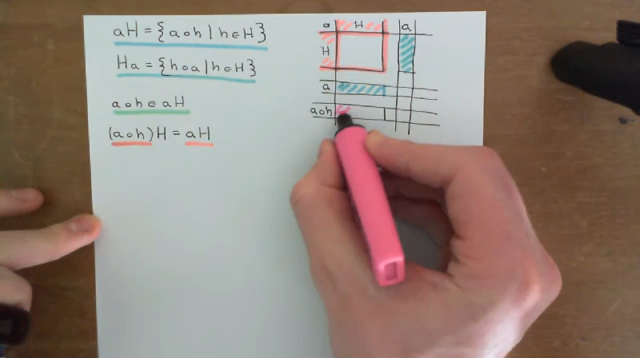 aH = {a∘h | h∈H}
Ha = {h∘a | h∈H}
a∘h ∈ aH
(a∘h)H = aH
a H a
H
a
a∘h